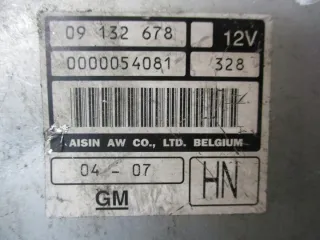 09 132 678 12V
0000054081 328
AISIN AW CO., LTD. BELGIUM
04 - 07 HN
GM